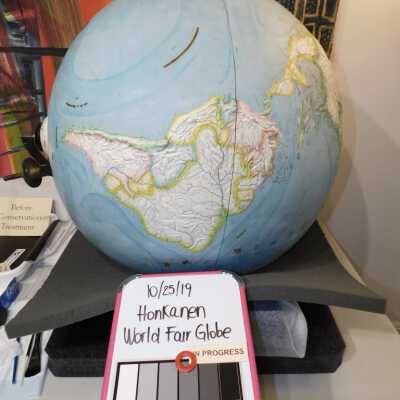 Before
Conservation
Treatment
10/25/19
Honkanen
World Fair Globe
IN PROGRESS